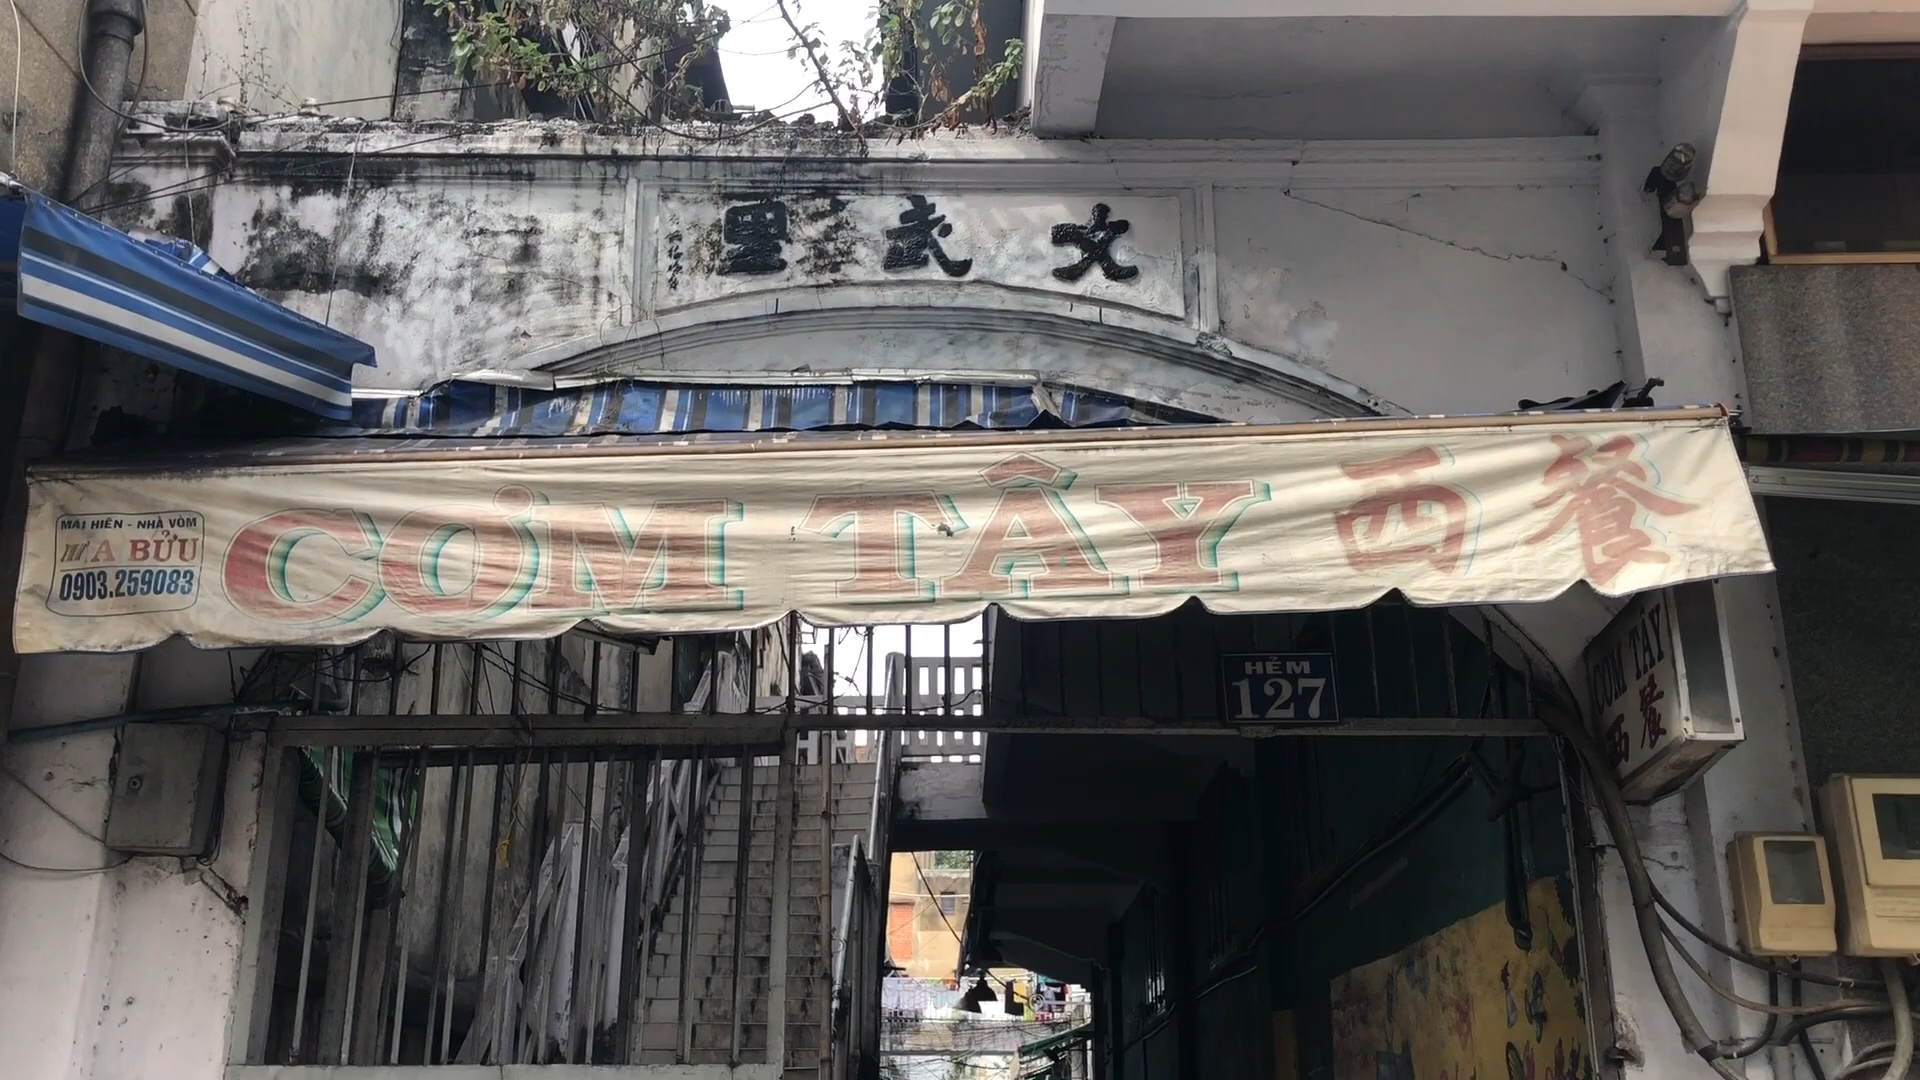 文武里
CƠM TÂY 西餐
MÁI HIÊN - NHÀ VÒM
BỬU
0903.259083
HẺM
127
CƠM TÂY
西餐